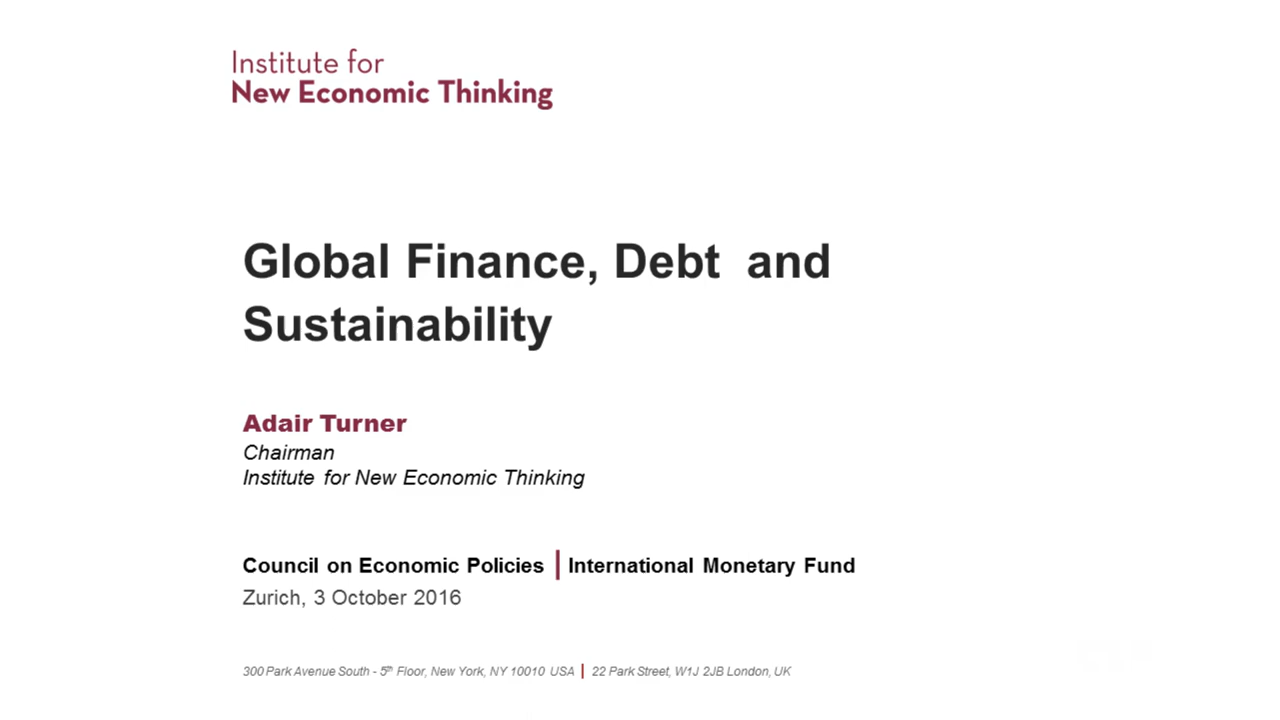 Institute for
New Economic Thinking
Global Finance, Debt and
Sustainability
Adair Turner
Chairman
Institute for New Economic Thinking
Council on Economic Policies | International Monetary Fund
Zurich, 3 October 2016
300 Park Avenue South - 5th Floor, New York, NY 10010 USA | 22 Park Street, W1J 2JB London, UK